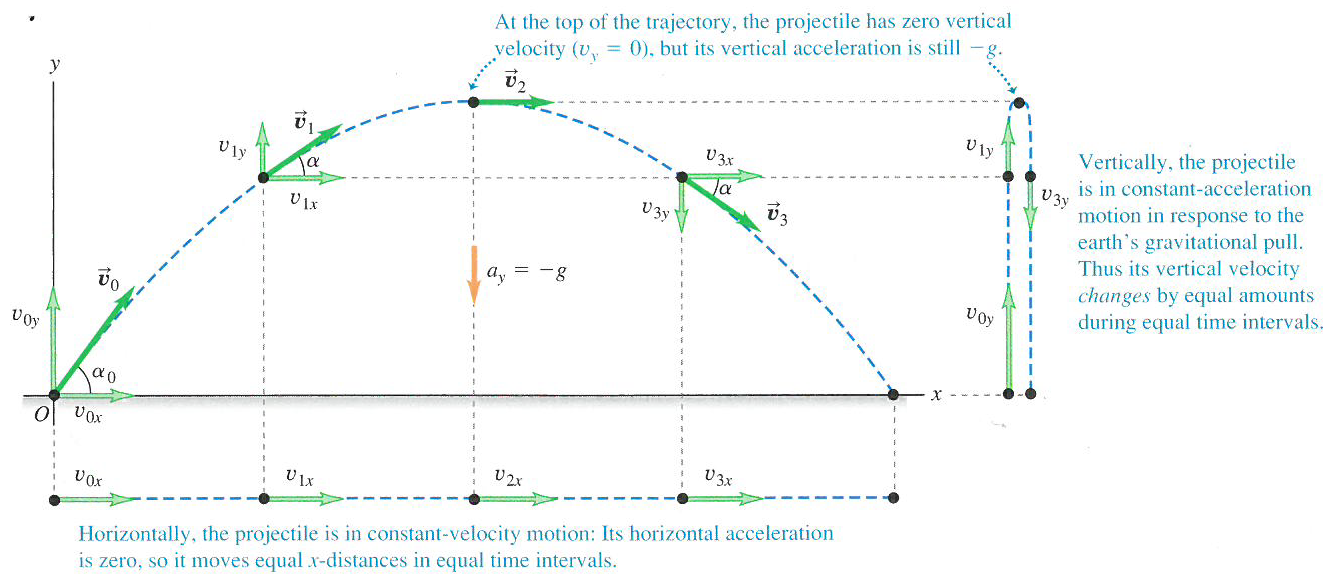 At the top of the trajectory, the projectile has zero vertical
velocity (v_y = 0), but its vertical acceleration is still −g.
y
v⃗₂
v⃗₁
v₁y
α
v₁ₓ
v₃ₓ
α
v₃y
v⃗₃
v₁y
v₃y
Vertically, the projectile
is in constant-acceleration
motion in response to the
earth's gravitational pull.
Thus its vertical velocity
changes by equal amounts
during equal time intervals.
v⃗₀
v₀y
α₀
a_y = −g
v₀y
O
v₀ₓ
x
v₀ₓ
v₁ₓ
v₂ₓ
v₃ₓ
Horizontally, the projectile is in constant-velocity motion: Its horizontal acceleration
is zero, so it moves equal x-distances in equal time intervals.